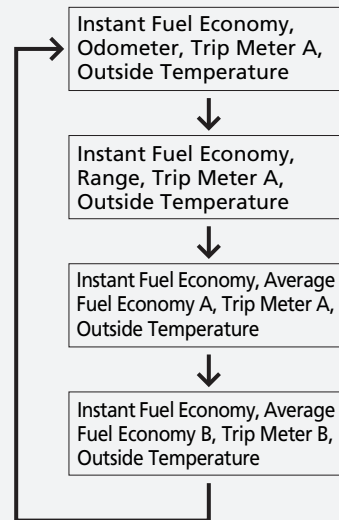 Instant Fuel Economy,
Odometer, Trip Meter A,
Outside Temperature
Instant Fuel Economy,
Range, Trip Meter A,
Outside Temperature
Instant Fuel Economy, Average
Fuel Economy A, Trip Meter A,
Outside Temperature
Instant Fuel Economy, Average
Fuel Economy B, Trip Meter B,
Outside Temperature